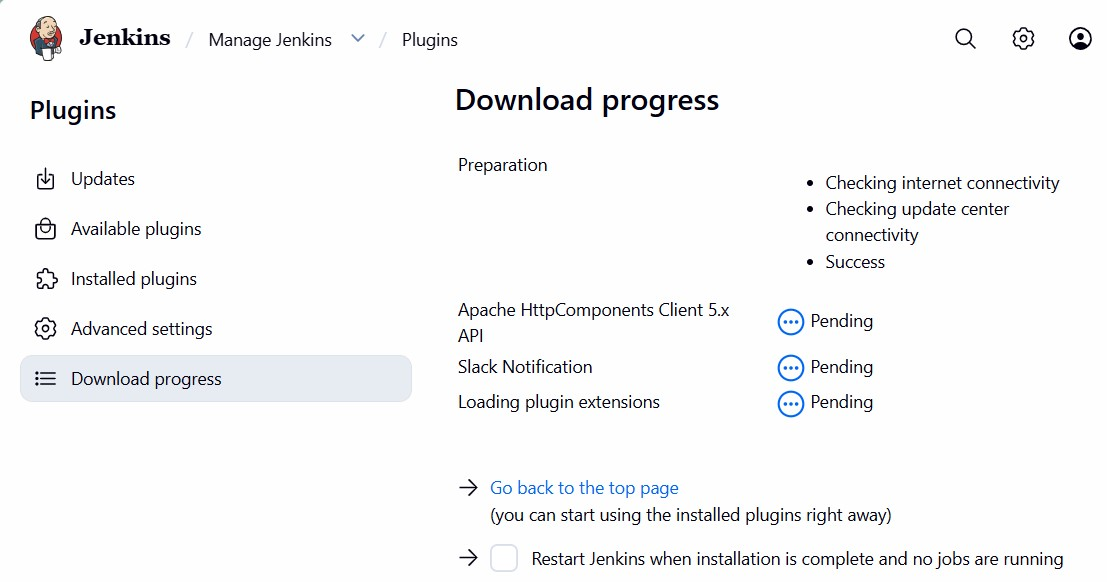 Jenkins / Manage Jenkins / Plugins
Plugins
Updates
Available plugins
Installed plugins
Advanced settings
Download progress
Download progress
Preparation
Checking internet connectivity
Checking update center
connectivity
Success
Apache HttpComponents Client 5.x
API
Pending
Slack Notification
Pending
Loading plugin extensions
Pending
Go back to the top page
(you can start using the installed plugins right away)
Restart Jenkins when installation is complete and no jobs are running